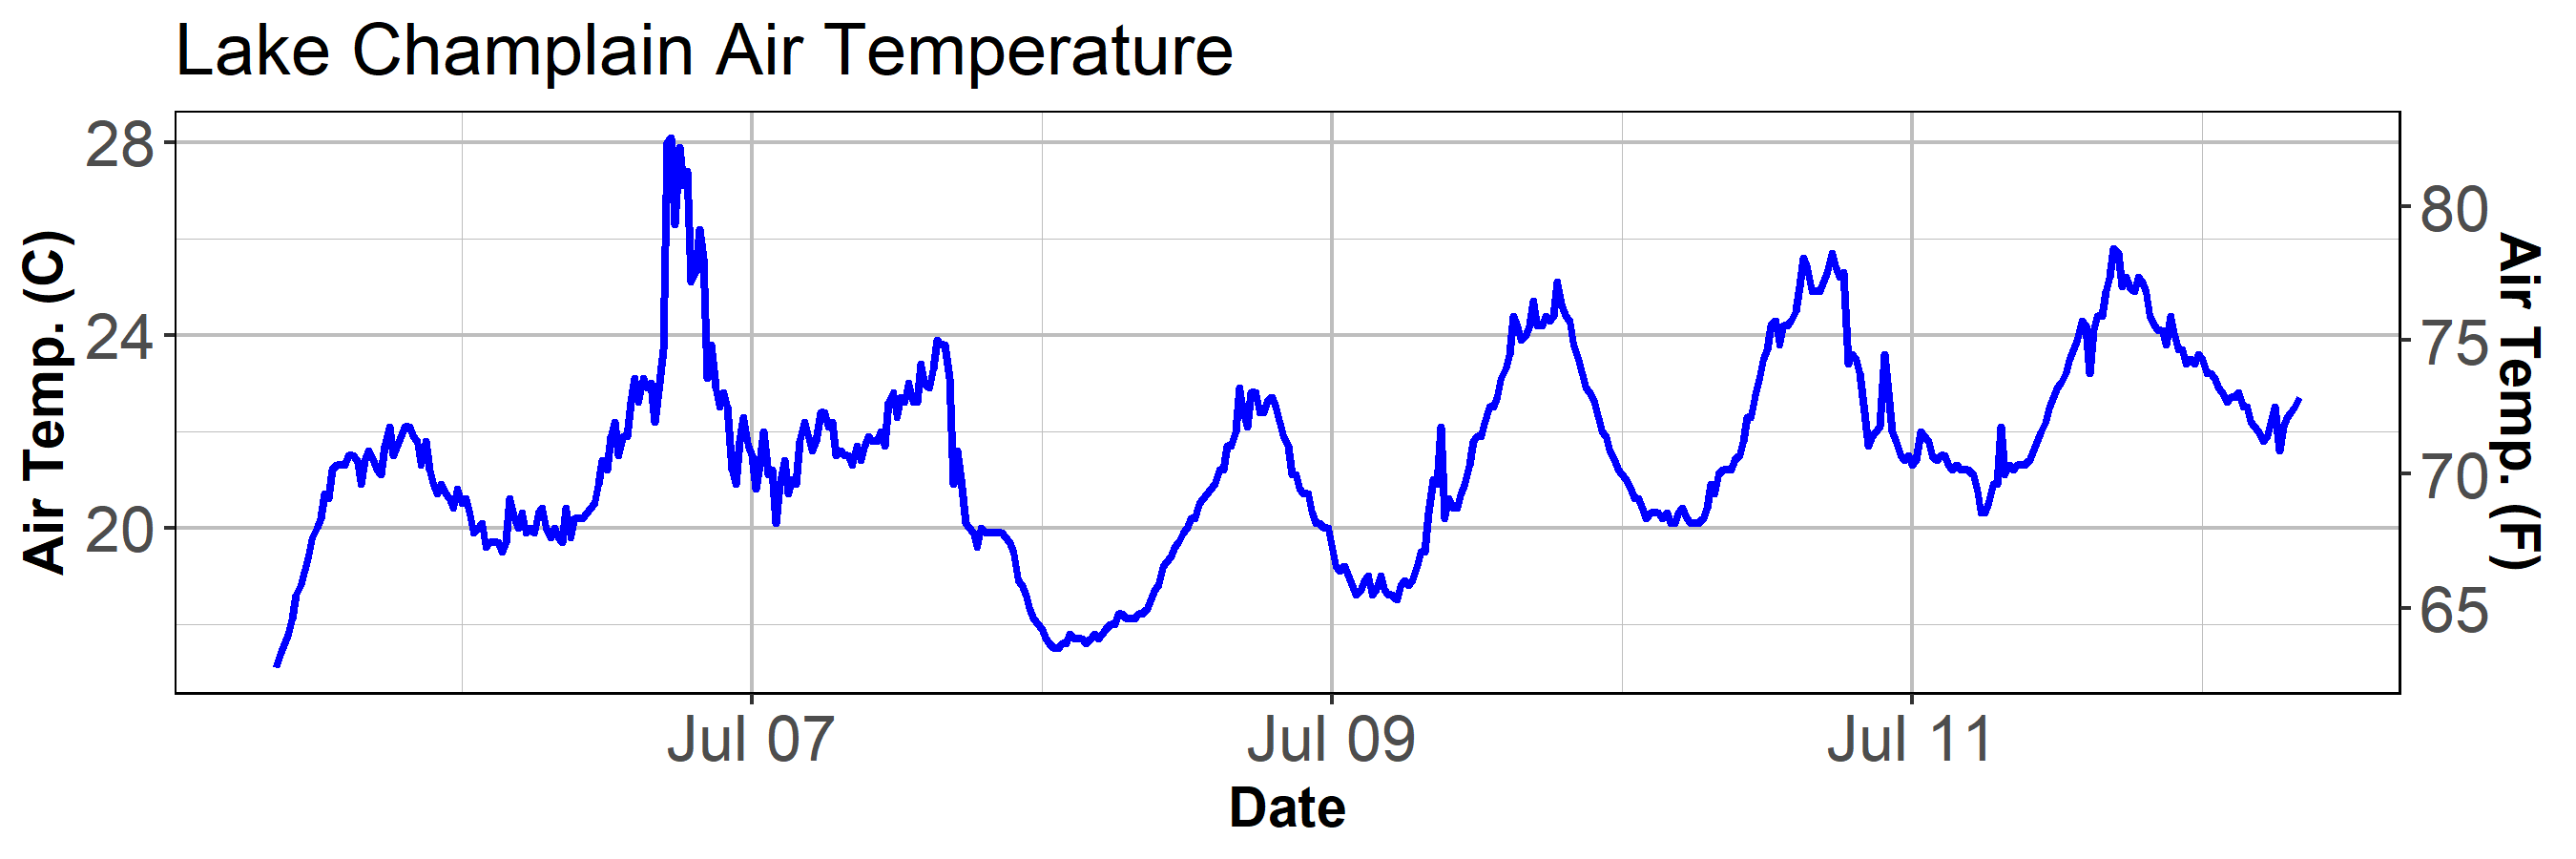 Lake Champlain Air Temperature
Air Temp. (C)
28
24
20
80
75
70
65
Air Temp. (F)
Jul 07
Jul 09
Jul 11
Date